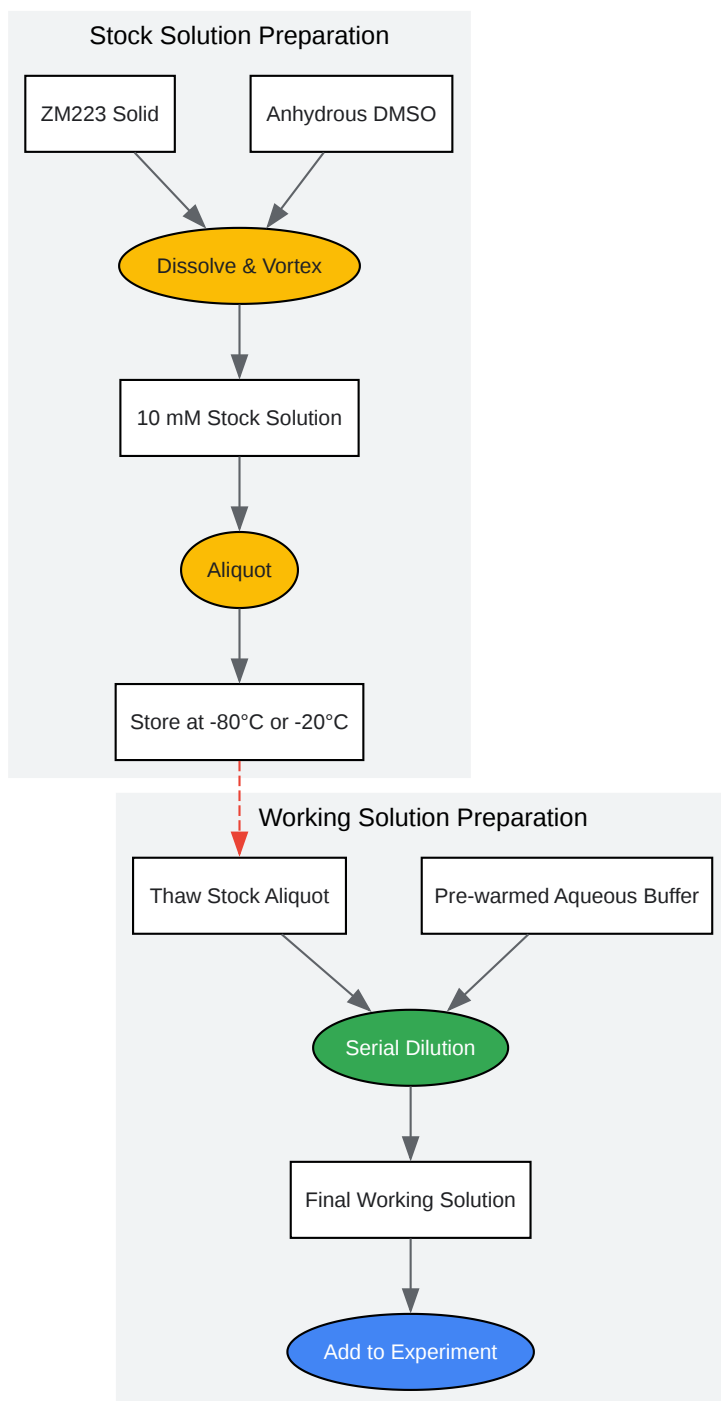 Stock Solution Preparation
ZM223 Solid
Anhydrous DMSO
Dissolve & Vortex
10 mM Stock Solution
Aliquot
Store at -80°C or -20°C
Working Solution Preparation
Thaw Stock Aliquot
Pre-warmed Aqueous Buffer
Serial Dilution
Final Working Solution
Add to Experiment